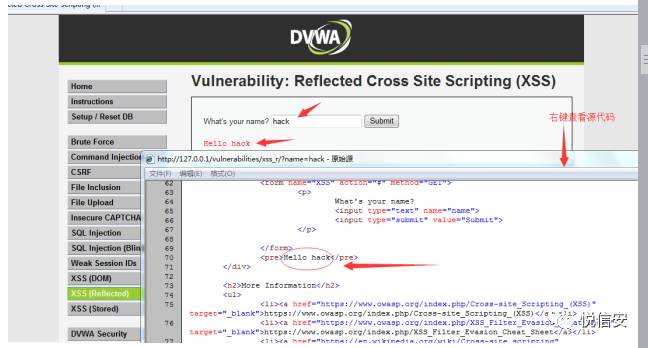 DVWA
Home
Instructions
Setup / Reset DB
Brute Force
Command Injection
CSRF
File Inclusion
File Upload
Insecure CAPTCHA
SQL Injection
SQL Injection (Blin
Weak Session IDs
XSS (DOM)
XSS (Reflected)
XSS (Stored)
DVWA Security
Vulnerability: Reflected Cross Site Scripting (XSS)
What's your name? hack Submit
Hello hack
右键查看源代码
http://127.0.0.1/vulnerabilities/xss_r/?name=hack - 原始源
文件(F) 编辑(E) 格式(O)
62 <form name="XSS" action="#" method="GET">
63 <p>
64 What's your name?
65 <input type="text" name="name">
66 <input type="submit" value="Submit">
67 </p>
68
69 </form>
70 <pre>Hello hack</pre>
71 </div>
72
73 <h2>More Information</h2>
74 <ul>
75 <li><a href="https://www.owasp.org/index.php/Cross-site_Scripting_(XSS)"
target="_blank">https://www.owasp.org/index.php/Cross-site_Scripting_(XSS)</a></li>
76 <li><a href="https://www.owasp.org/index.php/XSS_Filter_Evasion
target="_blank">https://www.owasp.org/index.php/XSS_Filter_Evasion_Cheat_Sheet</a></li>
77 <li><a href="https://en.wikipedia.org/wiki/Cross-site_scripting"
悦信安